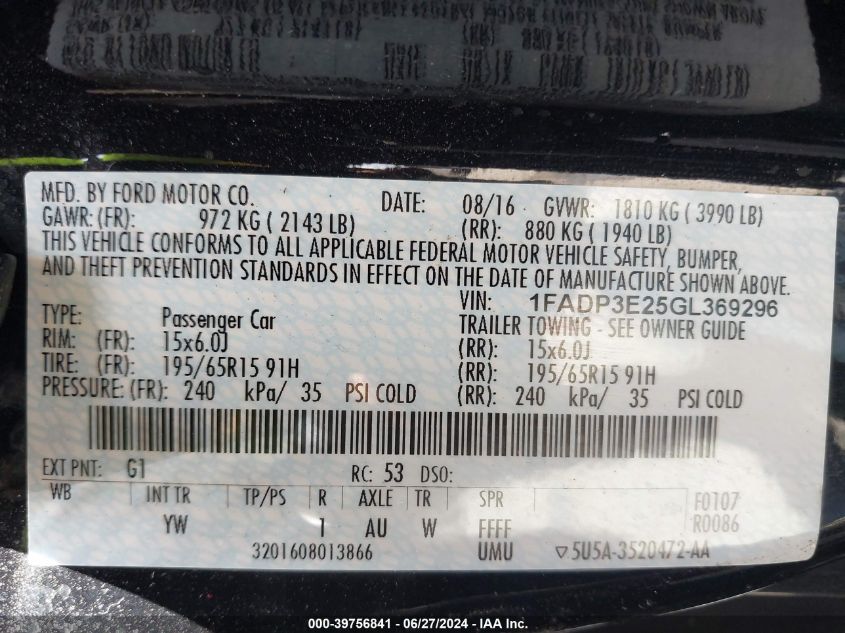 MFD. BY FORD MOTOR CO. DATE: 08/16 GVWR: 1810 KG ( 3990 LB)
GAWR: (FR): 972 KG ( 2143 LB) (RR): 880 KG ( 1940 LB)
THIS VEHICLE CONFORMS TO ALL APPLICABLE FEDERAL MOTOR VEHICLE SAFETY, BUMPER,
AND THEFT PREVENTION STANDARDS IN EFFECT ON THE DATE OF MANUFACTURE SHOWN ABOVE.
VIN: 1FADP3E25GL369296
TYPE: Passenger Car TRAILER TOWING - SEE OWNER GUIDE
RIM: (FR): 15x6.0J (RR): 15x6.0J
TIRE: (FR): 195/65R15 91H (RR): 195/65R15 91H
PRESSURE: (FR): 240 kPa/ 35 PSI COLD (RR): 240 kPa/ 35 PSI COLD
EXT PNT: G1 RC: 53 DSO:
WB INT TR TP/PS R AXLE TR SPR F0107
YW 1 AU W FFFF R0086
3201608013866 UMU ▽5U5A-3520472-AA
000-39756841 - 06/27/2024 - IAA Inc.